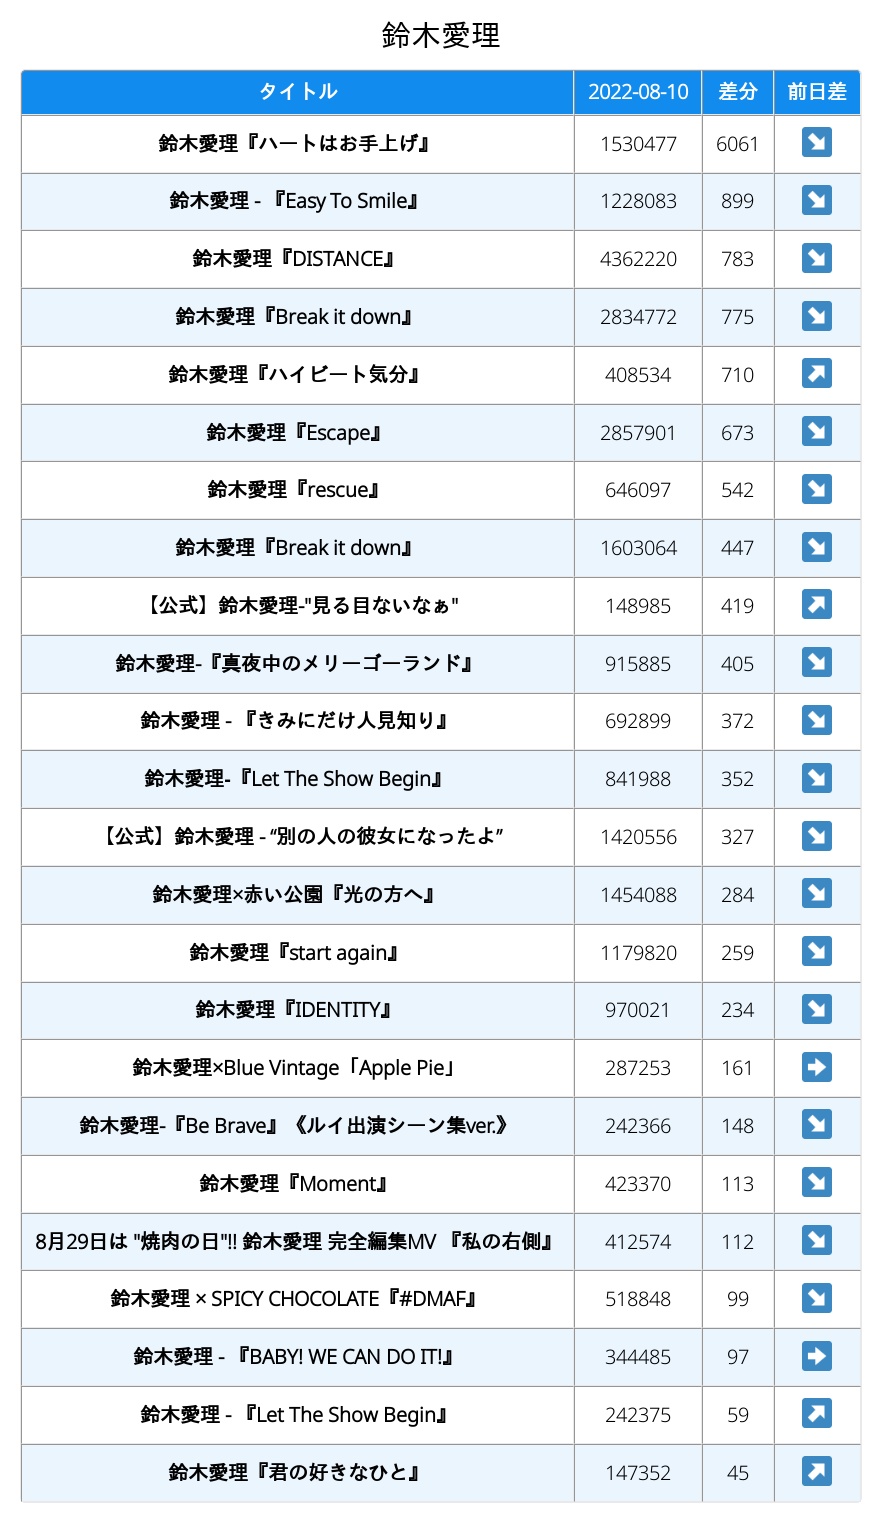 鈴木愛理
タイトル 2022-08-10 差分 前日差
鈴木愛理『ハートはお手上げ』 1530477 6061 ↘
鈴木愛理 - 『Easy To Smile』 1228083 899 ↘
鈴木愛理『DISTANCE』 4362220 783 ↘
鈴木愛理『Break it down』 2834772 775 ↘
鈴木愛理『ハイビート気分』 408534 710 ↗
鈴木愛理『Escape』 2857901 673 ↘
鈴木愛理『rescue』 646097 542 ↘
鈴木愛理『Break it down』 1603064 447 ↘
【公式】鈴木愛理-"見る目ないなぁ" 148985 419 ↗
鈴木愛理-『真夜中のメリーゴーランド』 915885 405 ↘
鈴木愛理 - 『きみにだけ人見知り』 692899 372 ↘
鈴木愛理-『Let The Show Begin』 841988 352 ↘
【公式】鈴木愛理 - “別の人の彼女になったよ” 1420556 327 ↘
鈴木愛理×赤い公園『光の方へ』 1454088 284 ↘
鈴木愛理『start again』 1179820 259 ↘
鈴木愛理『IDENTITY』 970021 234 ↘
鈴木愛理×Blue Vintage「Apple Pie」 287253 161 →
鈴木愛理-『Be Brave』《ルイ出演シーン集ver.》 242366 148 ↘
鈴木愛理『Moment』 423370 113 ↘
8月29日は "焼肉の日"!! 鈴木愛理 完全編集MV 『私の右側』 412574 112 ↘
鈴木愛理 × SPICY CHOCOLATE『#DMAF』 518848 99 ↘
鈴木愛理 - 『BABY! WE CAN DO IT!』 344485 97 →
鈴木愛理 - 『Let The Show Begin』 242375 59 ↗
鈴木愛理『君の好きなひと』 147352 45 ↗